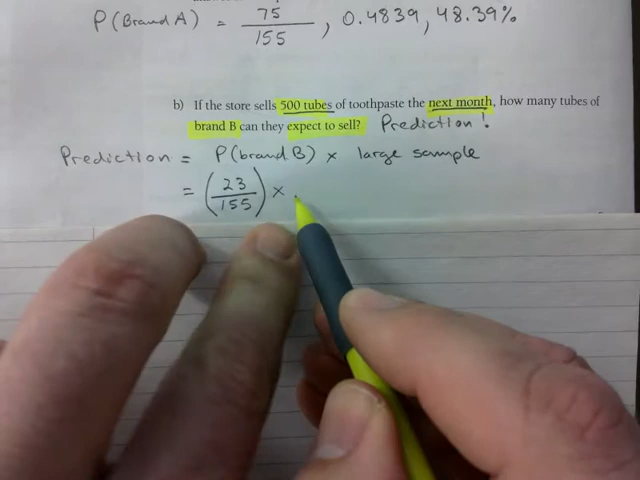 P(Brand A) = 75/155, 0.4839, 48.39%
b) If the store sells 500 tubes of toothpaste the next month, how many tubes of
brand B can they expect to sell? Prediction!
Prediction = P(brand B) × large sample
= (23/155) ×